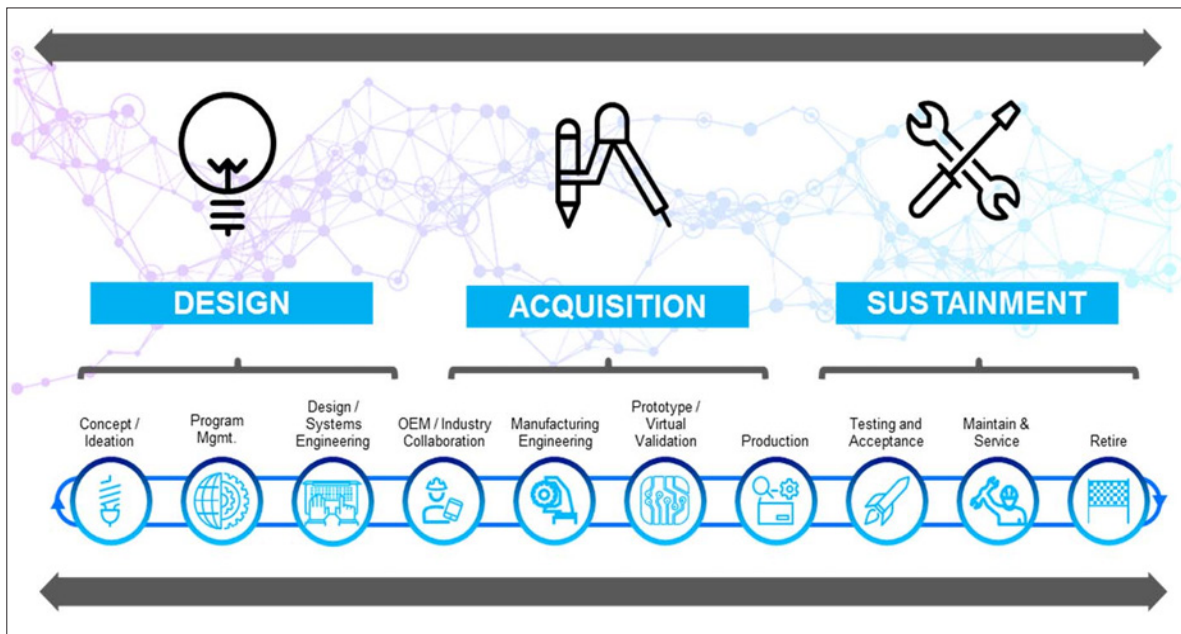 DESIGN
ACQUISITION
SUSTAINMENT
Concept /
Ideation
Program
Mgmt.
Design /
Systems
Engineering
OEM / Industry
Collaboration
Manufacturing
Engineering
Prototype /
Virtual
Validation
Production
Testing and
Acceptance
Maintain &
Service
Retire